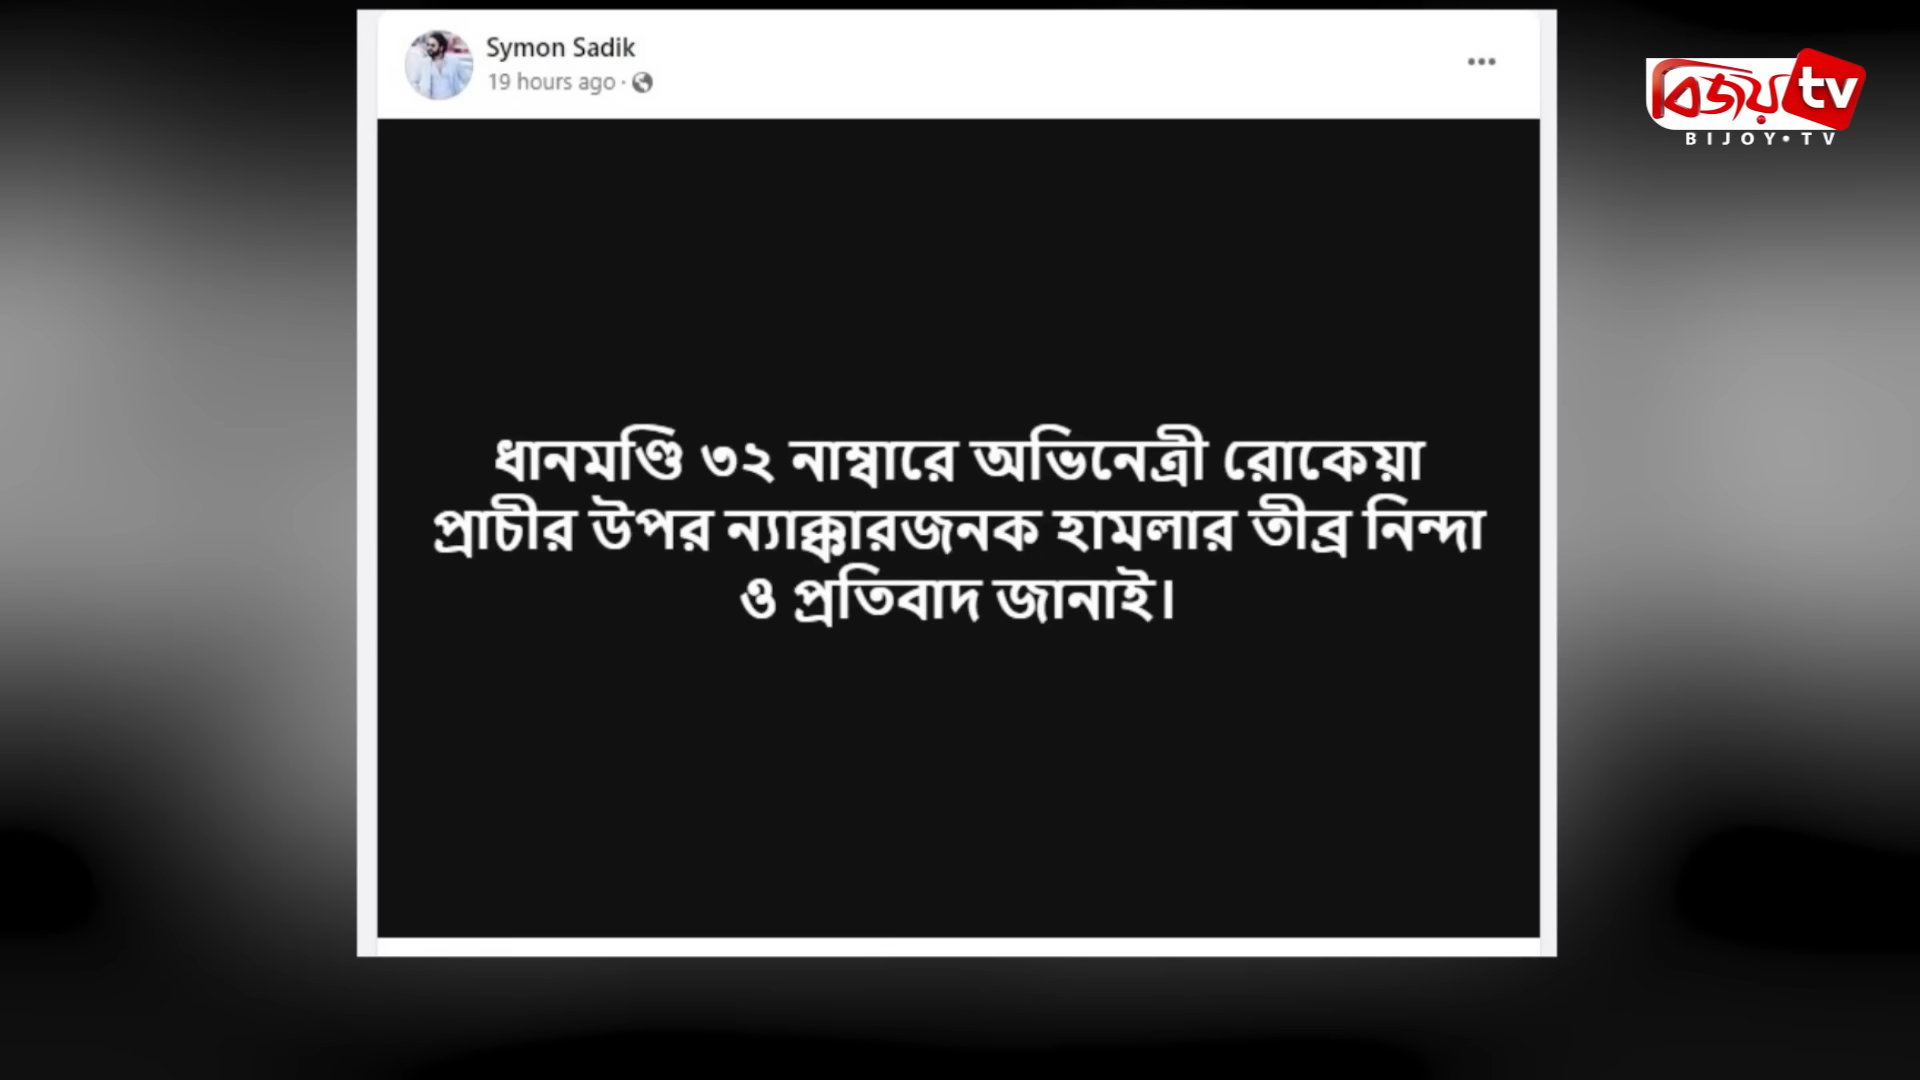 Symon Sadik
19 hours ago ·
বিজয় tv
BIJOY•TV
ধানমণ্ডি ৩২ নাম্বারে অভিনেত্রী রোকেয়া
প্রাচীর উপর ন্যাক্কারজনক হামলার তীব্র নিন্দা
ও প্রতিবাদ জানাই।